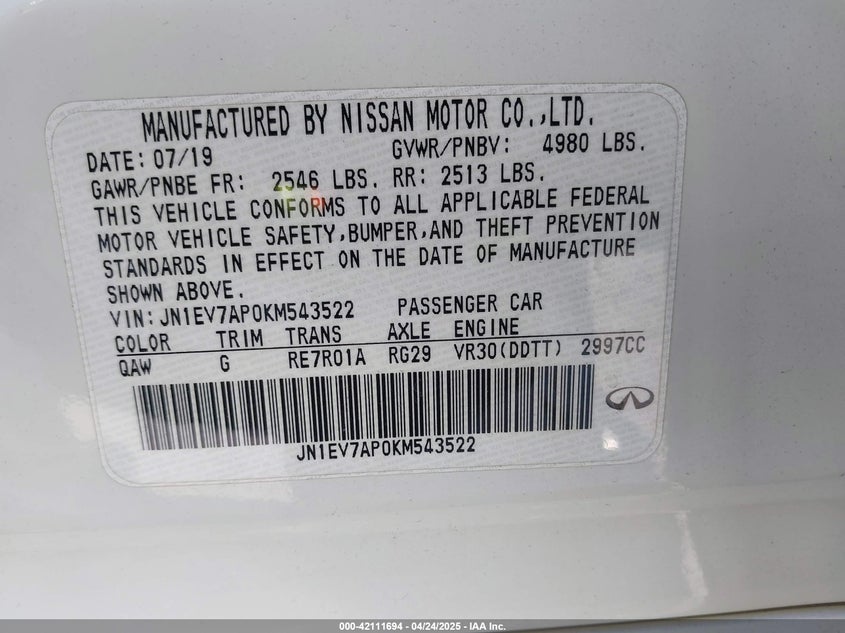 MANUFACTURED BY NISSAN MOTOR CO.,LTD.
DATE: 07/19 GVWR/PNBV: 4980 LBS.
GAWR/PNBE FR: 2546 LBS. RR: 2513 LBS.
THIS VEHICLE CONFORMS TO ALL APPLICABLE FEDERAL
MOTOR VEHICLE SAFETY,BUMPER,AND THEFT PREVENTION
STANDARDS IN EFFECT ON THE DATE OF MANUFACTURE
SHOWN ABOVE.
VIN:JN1EV7AP0KM543522 PASSENGER CAR
COLOR TRIM TRANS AXLE ENGINE
QAW G RE7R01A RG29 VR30(DDTT) 2997CC
JN1EV7AP0KM543522
000-42111694 - 04/24/2025 - IAA Inc.